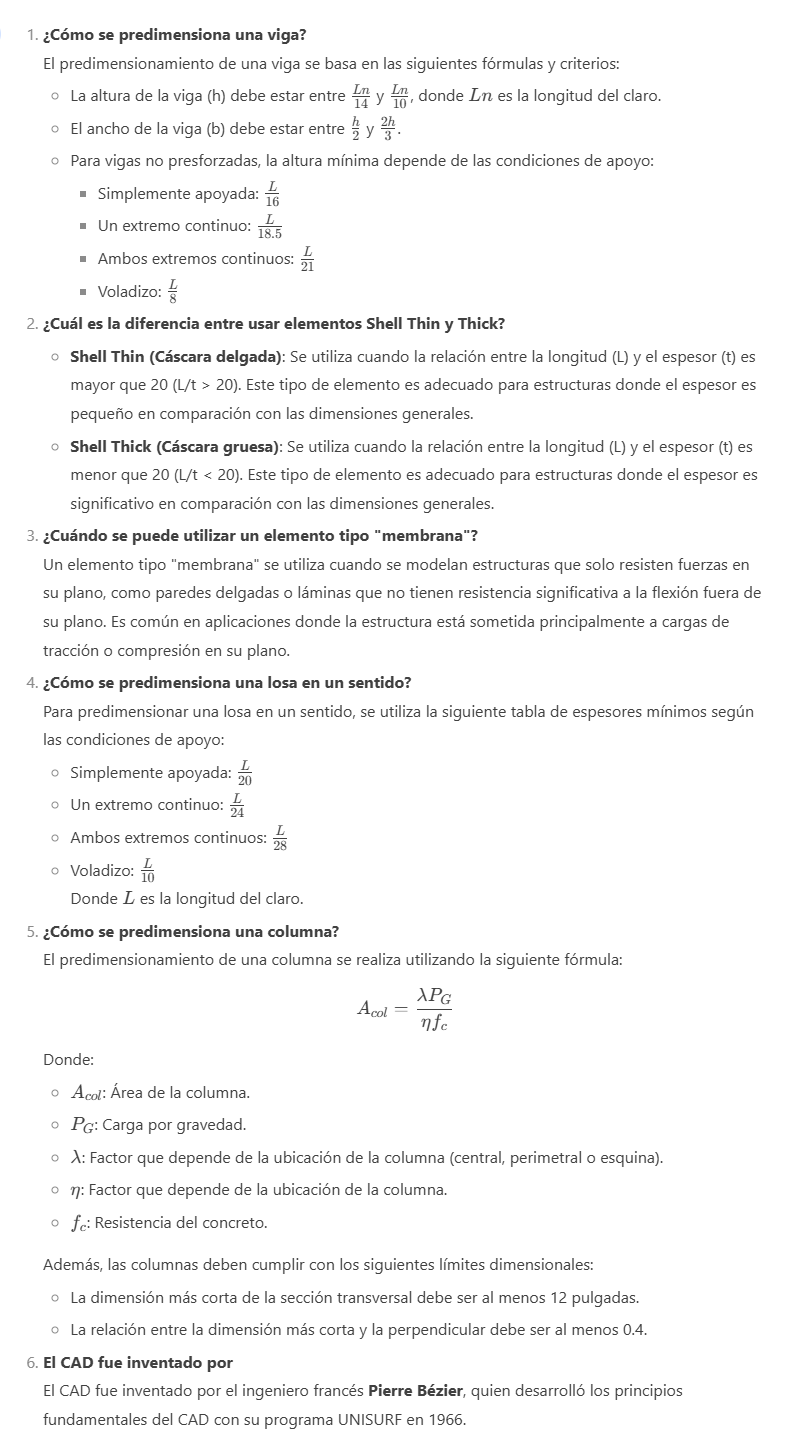 1. ¿Cómo se predimensiona una viga?
El predimensionamiento de una viga se basa en las siguientes fórmulas y criterios:
○ La altura de la viga (h) debe estar entre Ln/14 y Ln/10, donde Ln es la longitud del claro.
○ El ancho de la viga (b) debe estar entre h/2 y 2h/3.
○ Para vigas no presforzadas, la altura mínima depende de las condiciones de apoyo:
▪ Simplemente apoyada: L/16
▪ Un extremo continuo: L/18.5
▪ Ambos extremos continuos: L/21
▪ Voladizo: L/8
2. ¿Cuál es la diferencia entre usar elementos Shell Thin y Thick?
○ Shell Thin (Cáscara delgada): Se utiliza cuando la relación entre la longitud (L) y el espesor (t) es
mayor que 20 (L/t > 20). Este tipo de elemento es adecuado para estructuras donde el espesor es
pequeño en comparación con las dimensiones generales.
○ Shell Thick (Cáscara gruesa): Se utiliza cuando la relación entre la longitud (L) y el espesor (t) es
menor que 20 (L/t < 20). Este tipo de elemento es adecuado para estructuras donde el espesor es
significativo en comparación con las dimensiones generales.
3. ¿Cuándo se puede utilizar un elemento tipo "membrana"?
Un elemento tipo "membrana" se utiliza cuando se modelan estructuras que solo resisten fuerzas en
su plano, como paredes delgadas o láminas que no tienen resistencia significativa a la flexión fuera de
su plano. Es común en aplicaciones donde la estructura está sometida principalmente a cargas de
tracción o compresión en su plano.
4. ¿Cómo se predimensiona una losa en un sentido?
Para predimensionar una losa en un sentido, se utiliza la siguiente tabla de espesores mínimos según
las condiciones de apoyo:
○ Simplemente apoyada: L/20
○ Un extremo continuo: L/24
○ Ambos extremos continuos: L/28
○ Voladizo: L/10
Donde L es la longitud del claro.
5. ¿Cómo se predimensiona una columna?
El predimensionamiento de una columna se realiza utilizando la siguiente fórmula:
A_col = λP_G / ηf_c
Donde:
○ A_col: Área de la columna.
○ P_G: Carga por gravedad.
○ λ: Factor que depende de la ubicación de la columna (central, perimetral o esquina).
○ η: Factor que depende de la ubicación de la columna.
○ f_c: Resistencia del concreto.
Además, las columnas deben cumplir con los siguientes límites dimensionales:
○ La dimensión más corta de la sección transversal debe ser al menos 12 pulgadas.
○ La relación entre la dimensión más corta y la perpendicular debe ser al menos 0.4.
6. El CAD fue inventado por
El CAD fue inventado por el ingeniero francés Pierre Bézier, quien desarrolló los principios
fundamentales del CAD con su programa UNISURF en 1966.